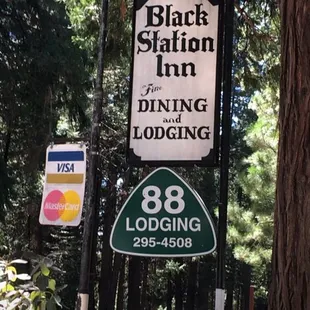 Black
Station
Inn
Fine
DINING
and
LODGING
VISA
MasterCard
88
LODGING
295-4508